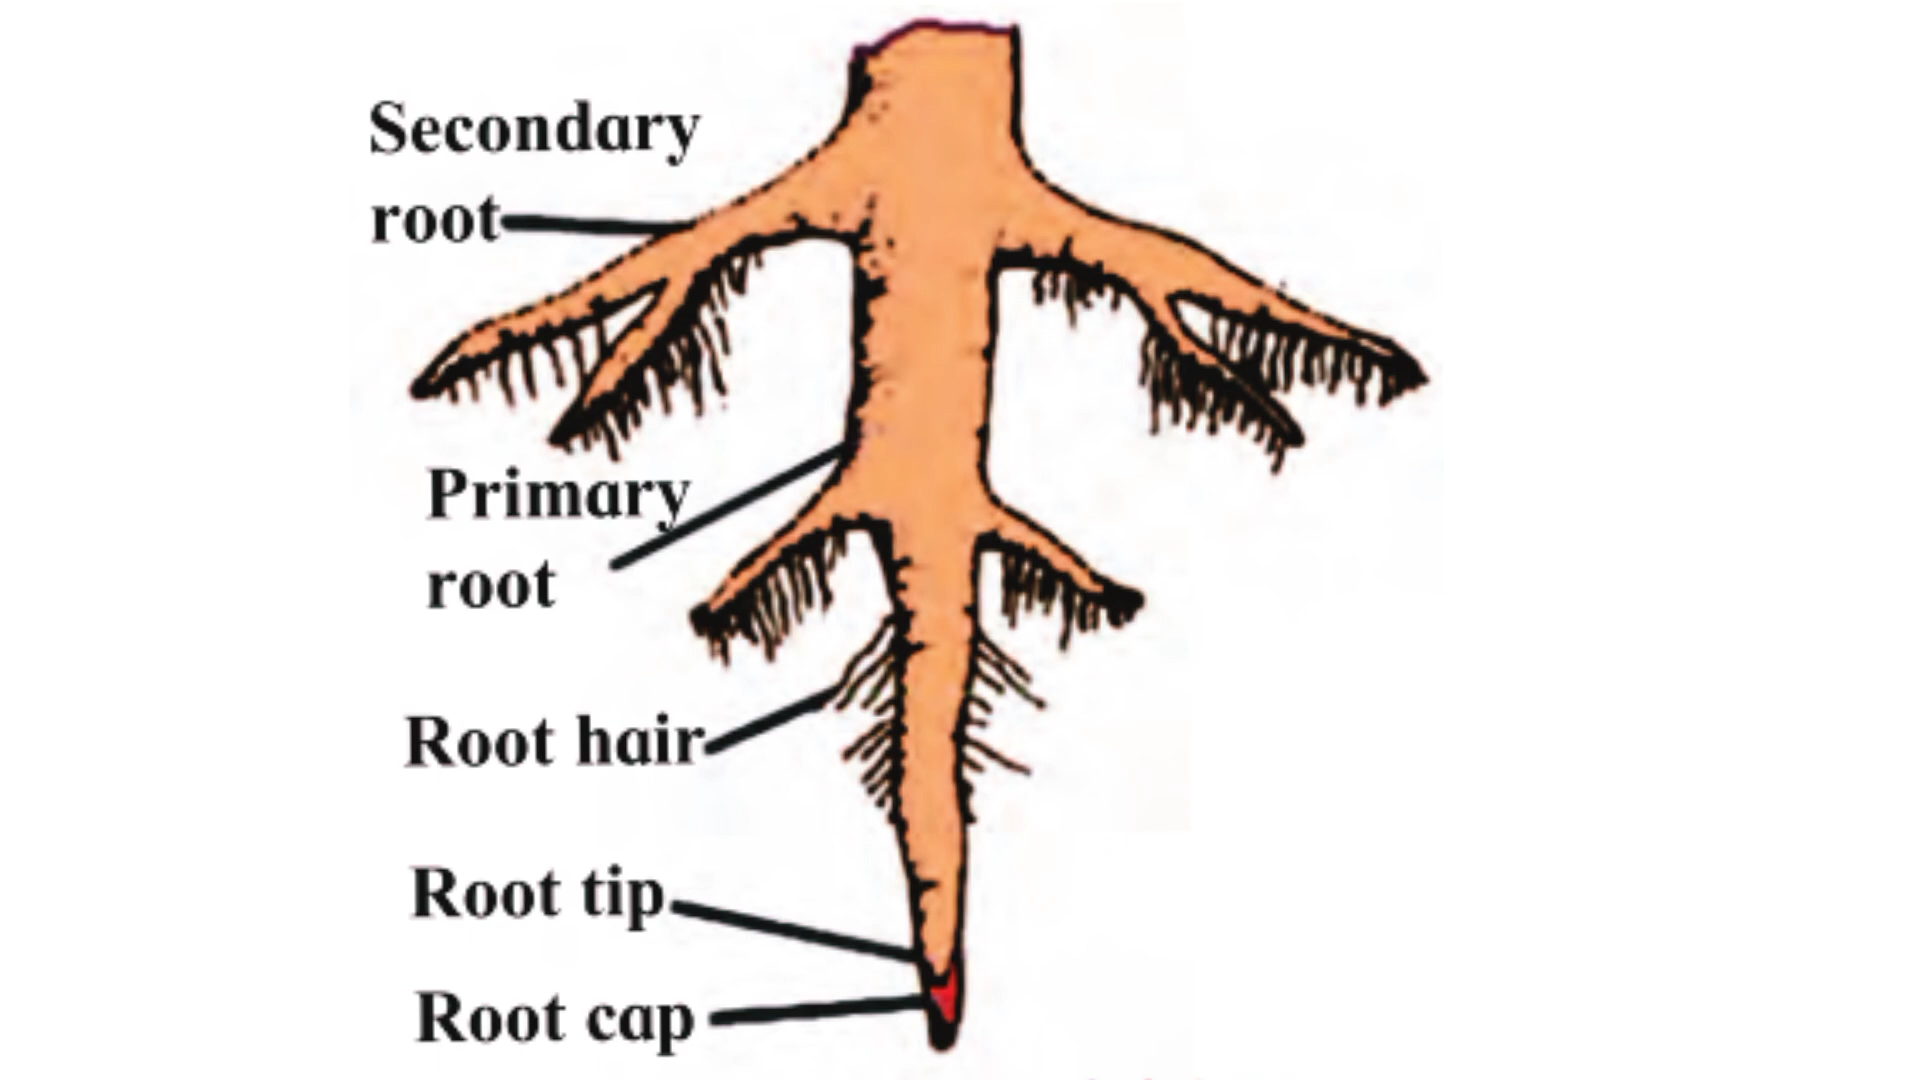 Secondary
root
Primary
root
Root hair
Root tip
Root cap